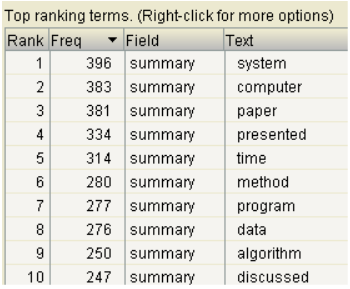 Top ranking terms. (Right-click for more options)
Rank Freq ▼ Field Text
1 396 summary system
2 383 summary computer
3 381 summary paper
4 334 summary presented
5 314 summary time
6 280 summary method
7 277 summary program
8 276 summary data
9 250 summary algorithm
10 247 summary discussed